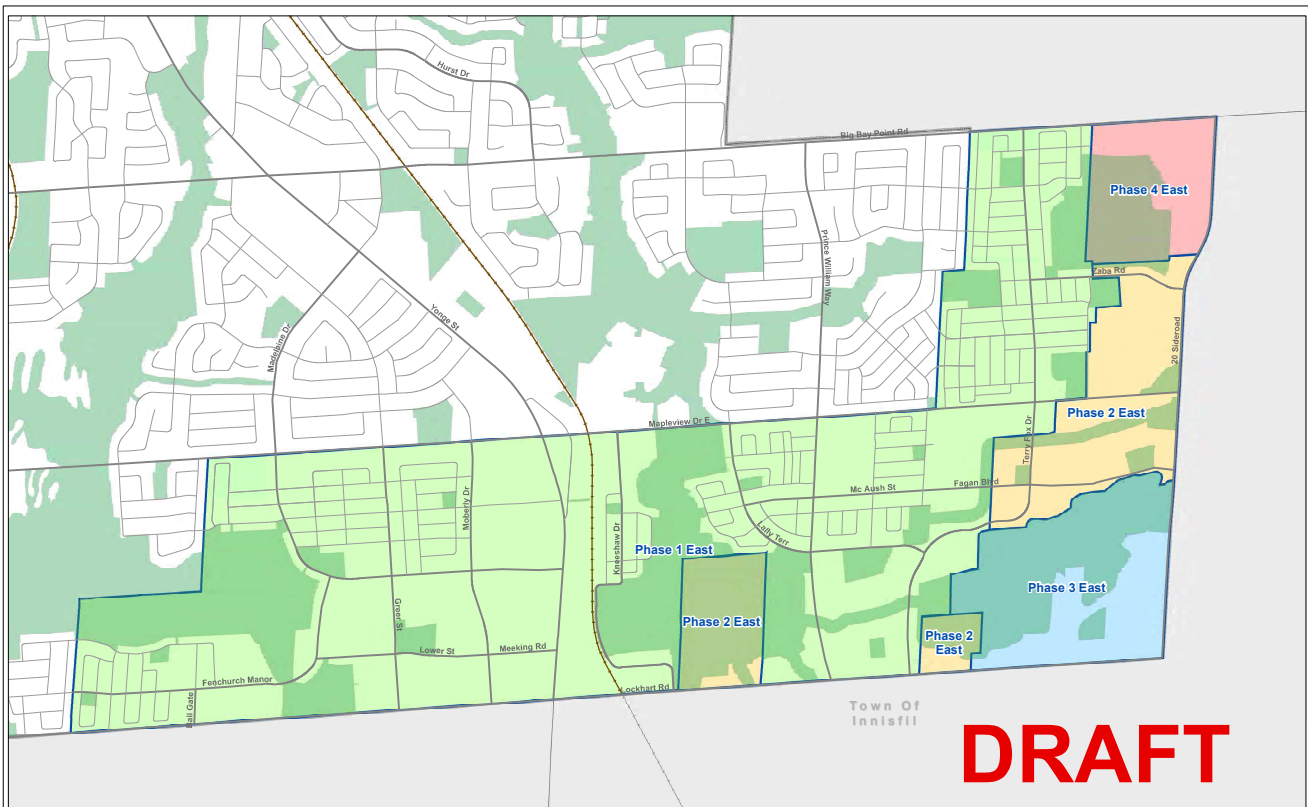 Hurst Dr
Big Bay Point Rd
Phase 4 East
Prince William Way
Zaba Rd
Yonge St
Madelaine Dr
20 Sideroad
Phase 2 East
Mapleview Dr E
Terry Fox Dr
Mc Aush St
Fagan Blvd
Moberly Dr
Lally Terr
Kneeshaw Dr
Phase 1 East
Phase 3 East
Greer St
Phase 2 East
Phase 2
East
Lower St
Meeking Rd
Fenchurch Manor
Lockhart Rd
Ball Gate
Town Of
Innisfil
DRAFT